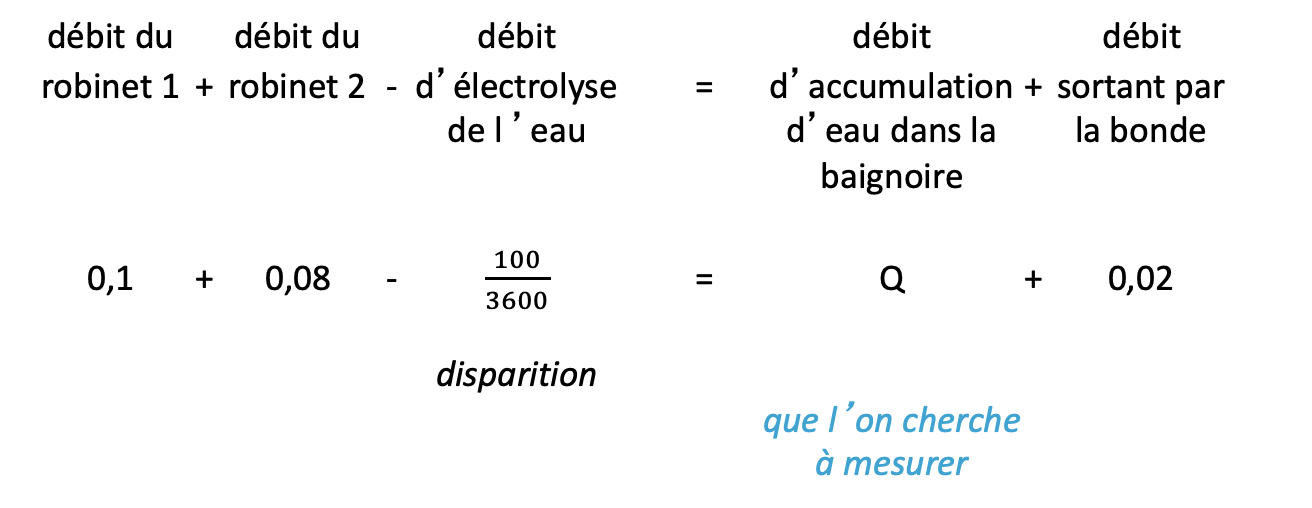 débit du débit du débit débit débit
robinet 1 + robinet 2 - d’électrolyse = d’accumulation + sortant par
de l’eau d’eau dans la la bonde
baignoire
0,1 + 0,08 - 100/3600 = Q + 0,02
disparition
que l’on cherche
à mesurer